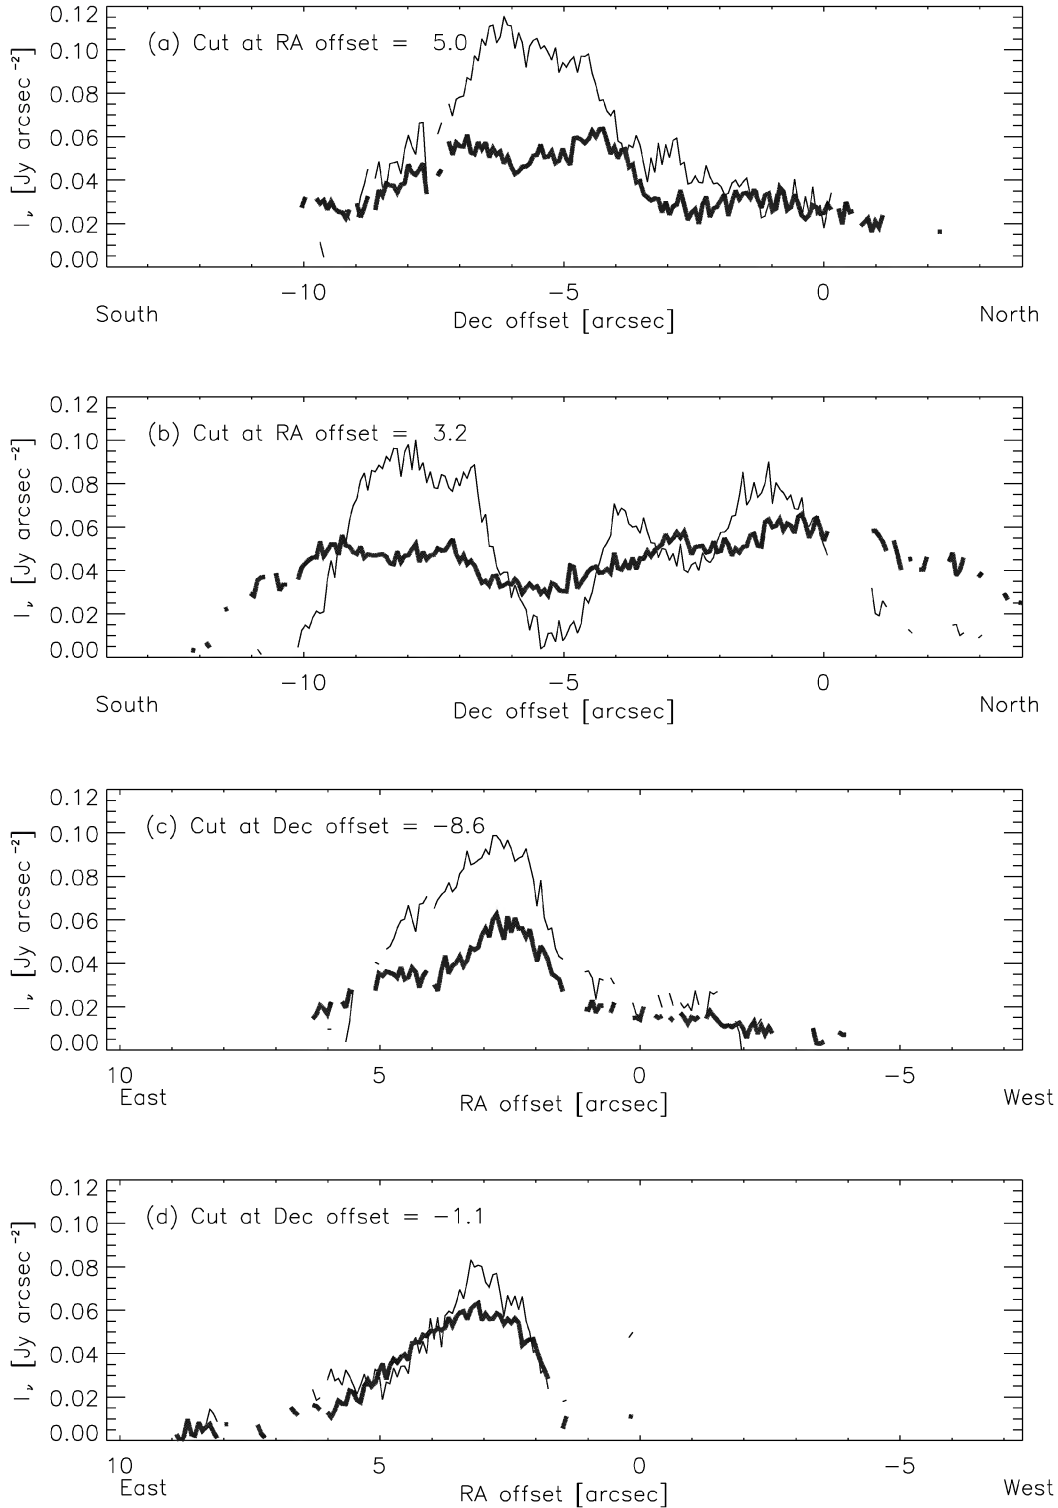 0.12
0.10
0.08
0.06
0.04
0.02
0.00
I ν [Jy arcsec⁻²]
(a) Cut at RA offset = 5.0
−10 −5 0
South Dec offset [arcsec] North
0.12
0.10
0.08
0.06
0.04
0.02
0.00
I ν [Jy arcsec⁻²]
(b) Cut at RA offset = 3.2
−10 −5 0
South Dec offset [arcsec] North
0.12
0.10
0.08
0.06
0.04
0.02
0.00
I ν [Jy arcsec⁻²]
(c) Cut at Dec offset = −8.6
10 5 0 −5
East RA offset [arcsec] West
0.12
0.10
0.08
0.06
0.04
0.02
0.00
I ν [Jy arcsec⁻²]
(d) Cut at Dec offset = −1.1
10 5 0 −5
East RA offset [arcsec] West